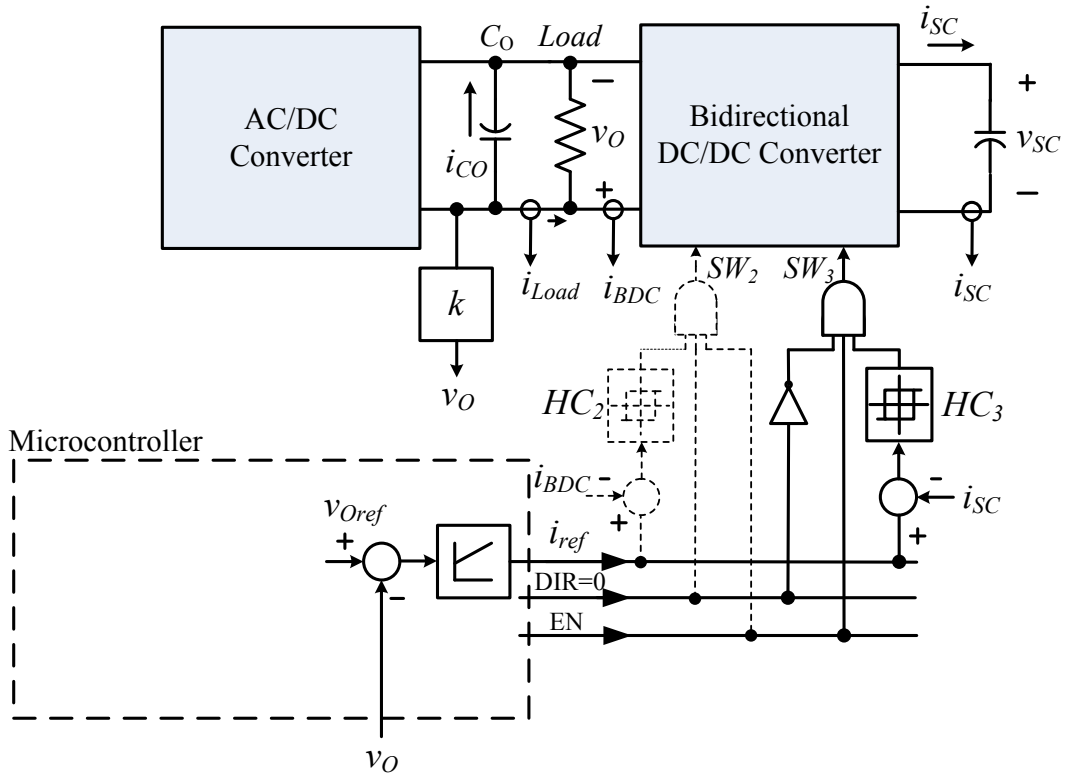 i_SC
C_O Load
AC/DC
Converter
Bidirectional
DC/DC Converter
i_CO
−
v_O
+
+
v_SC
−
SW_2 SW_3
k
i_Load i_BDC
i_SC
v_O
HC_2
HC_3
Microcontroller
i_BDC −
+
− i_SC
+
v_Oref
+
−
i_ref
DIR=0
EN
v_O